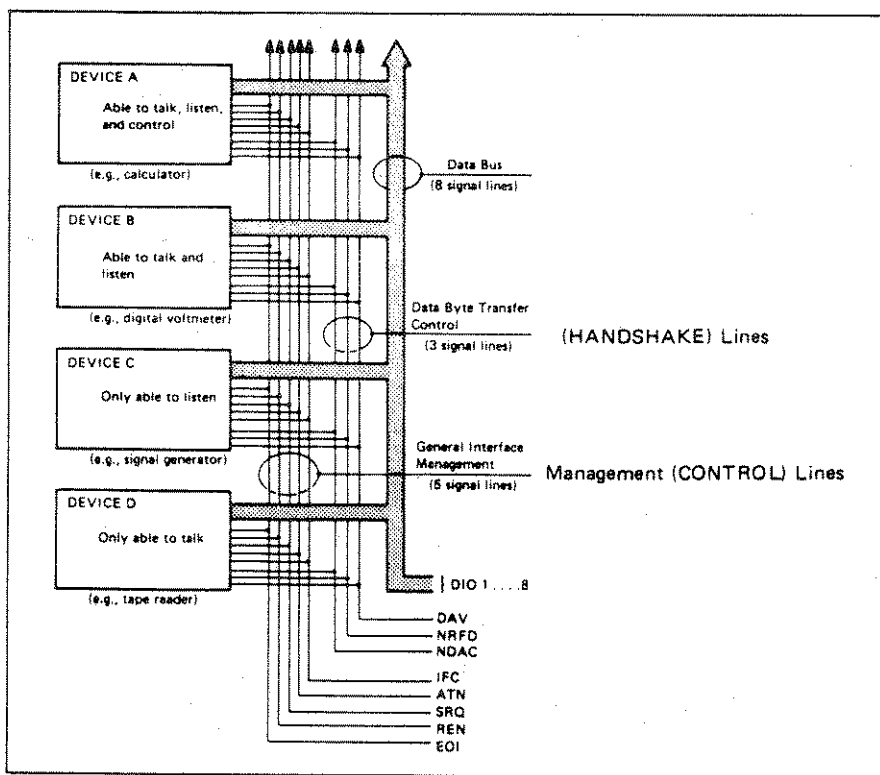 DEVICE A
Able to talk, listen,
and control
(e.g., calculator)
Data Bus
(8 signal lines)
DEVICE B
Able to talk and
listen
(e.g., digital voltmeter)
Data Byte Transfer
Control
(3 signal lines)
(HANDSHAKE) Lines
DEVICE C
Only able to listen
(e.g., signal generator)
General Interface
Management
(5 signal lines)
Management (CONTROL) Lines
DEVICE D
Only able to talk
(e.g., tape reader)
DIO 1 . . . . 8
DAV
NRFD
NDAC
IFC
ATN
SRQ
REN
EOI